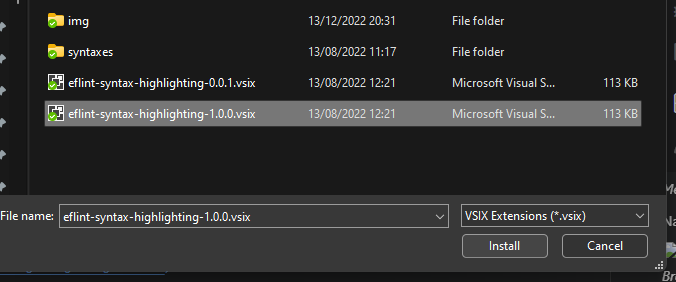 img 13/12/2022 20:31 File folder
syntaxes 13/08/2022 11:17 File folder
eflint-syntax-highlighting-0.0.1.vsix 13/08/2022 12:21 Microsoft Visual S... 113 KB
eflint-syntax-highlighting-1.0.0.vsix 13/08/2022 12:21 Microsoft Visual S... 113 KB
File name: eflint-syntax-highlighting-1.0.0.vsix VSIX Extensions (*.vsix)
Install Cancel